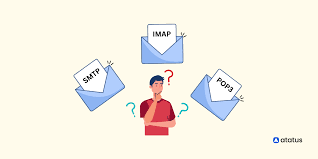 IMAP
SMTP
POP3
?
?
?
atatus